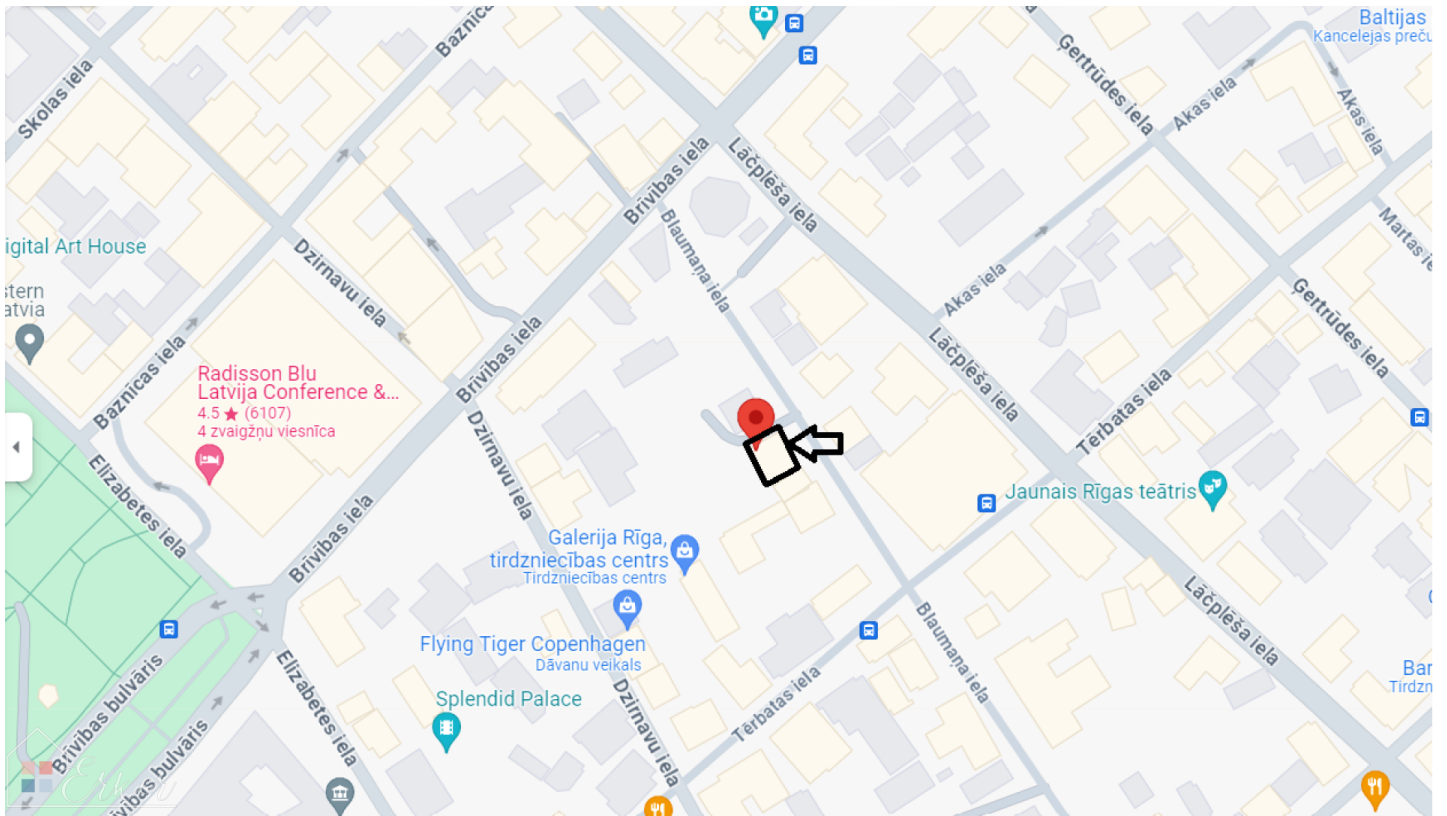 Baznīca
Baltijas
Kancelejas preču
Skolas iela
Ģertrūdes iela
Akas iela
Akas iela
Brīvības iela
Lāčplēša iela
Blaumaņa iela
Martas ie
igital Art House
Dzirnavu iela
Akas iela
Ģertrūdes iela
stern
atvia
Baznīcas iela
Brīvības iela
Lāčplēša iela
Radisson Blu
Latvija Conference &...
4.5 ★ (6107)
4 zvaigžņu viesnīca
Tērbatas iela
Dzirnavu iela
Elizabetes iela
Jaunais Rīgas teātris
Brīvības iela
Galerija Rīga,
tirdzniecības centrs
Tirdzniecības centrs
Lāčplēša iela
Blaumaņa iela
Flying Tiger Copenhagen
Dāvanu veikals
Bar
Tirdzn
Elizabetes iela
Splendid Palace
Dzirnavu iela
Tērbatas iela
Brīvības bulvāris
īvības bulvāris